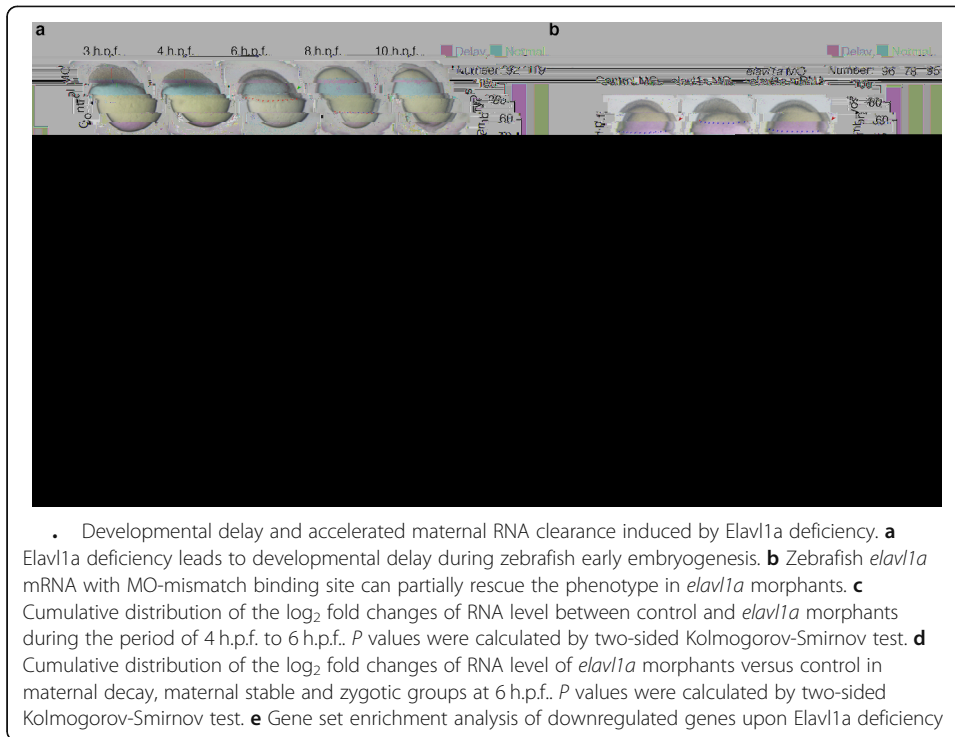 a
b
3 h.p.f. 4 h.p.f. 6 h.p.f. 8 h.p.f. 10 h.p.f.
Delay Normal
Delay Normal
Number: 92
elavl1a MO Number: 96 78 95
. Developmental delay and accelerated maternal RNA clearance induced by Elavl1a deficiency. a
Elavl1a deficiency leads to developmental delay during zebrafish early embryogenesis. b Zebrafish elavl1a
mRNA with MO-mismatch binding site can partially rescue the phenotype in elavl1a morphants. c
Cumulative distribution of the log₂ fold changes of RNA level between control and elavl1a morphants
during the period of 4 h.p.f. to 6 h.p.f.. P values were calculated by two-sided Kolmogorov-Smirnov test. d
Cumulative distribution of the log₂ fold changes of RNA level of elavl1a morphants versus control in
maternal decay, maternal stable and zygotic groups at 6 h.p.f.. P values were calculated by two-sided
Kolmogorov-Smirnov test. e Gene set enrichment analysis of downregulated genes upon Elavl1a deficiency